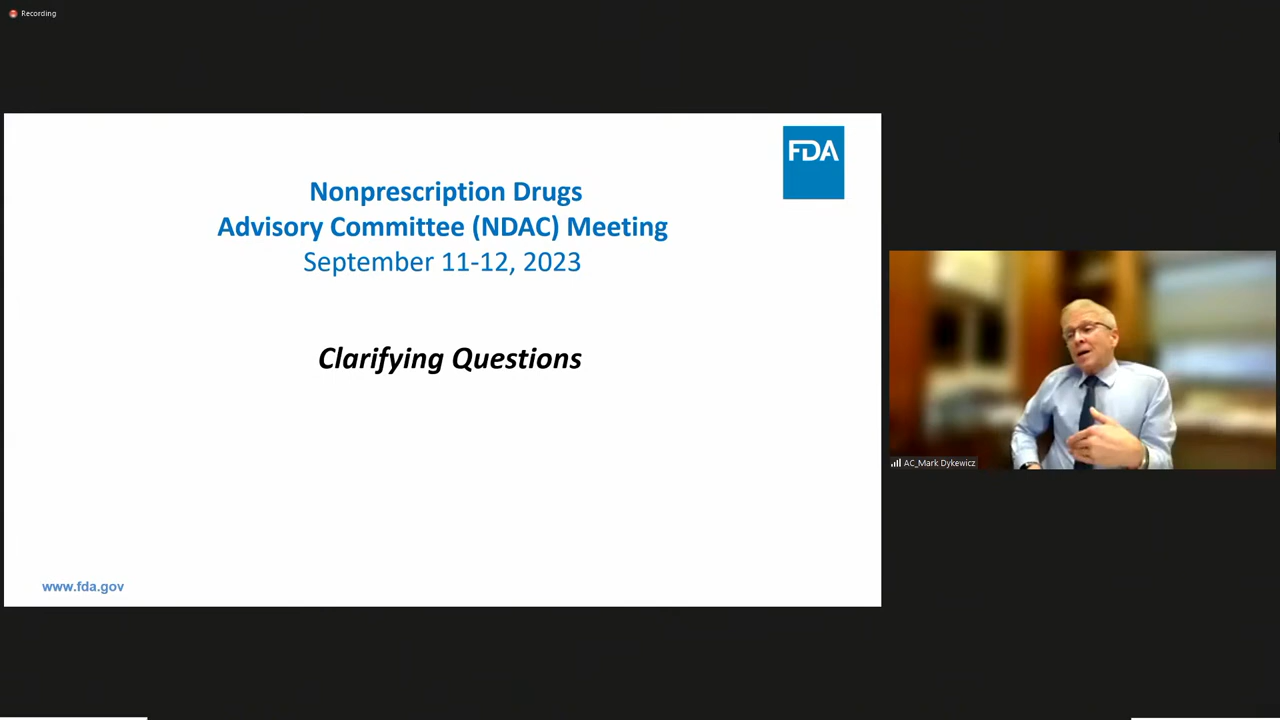 Recording
FDA
Nonprescription Drugs
Advisory Committee (NDAC) Meeting
September 11-12, 2023
Clarifying Questions
www.fda.gov
AC_Mark Dykewicz